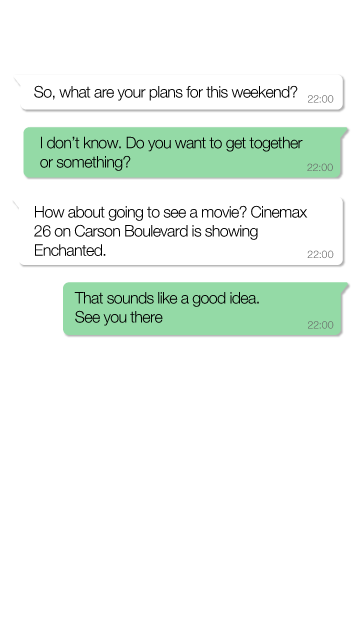 So, what are your plans for this weekend?
22:00
I don't know. Do you want to get together
or something?
22:00
How about going to see a movie? Cinemax
26 on Carson Boulevard is showing
Enchanted.
22:00
That sounds like a good idea.
See you there
22:00